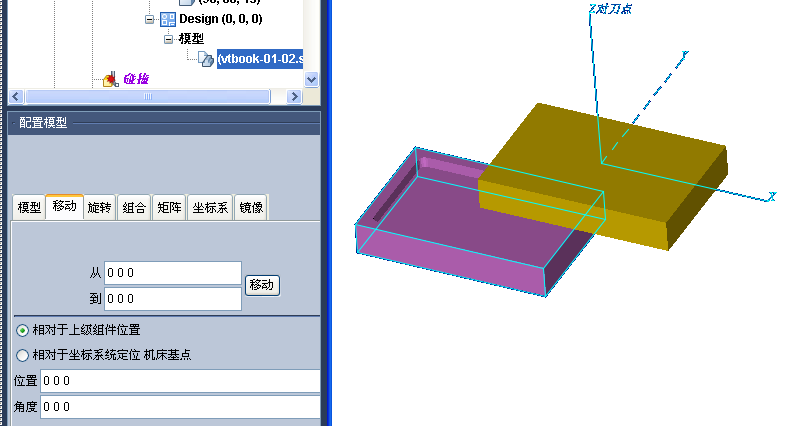 Design (0, 0, 0)
模型
(vtbook-01-02.s
碰撞
配置模型
模型 移动 旋转 组合 矩阵 坐标系 镜像
从 0 0 0
移动
到 0 0 0
相对于上级组件位置
相对于坐标系统定位 机床基点
位置 0 0 0
角度 0 0 0
Z对刀点
Y
X